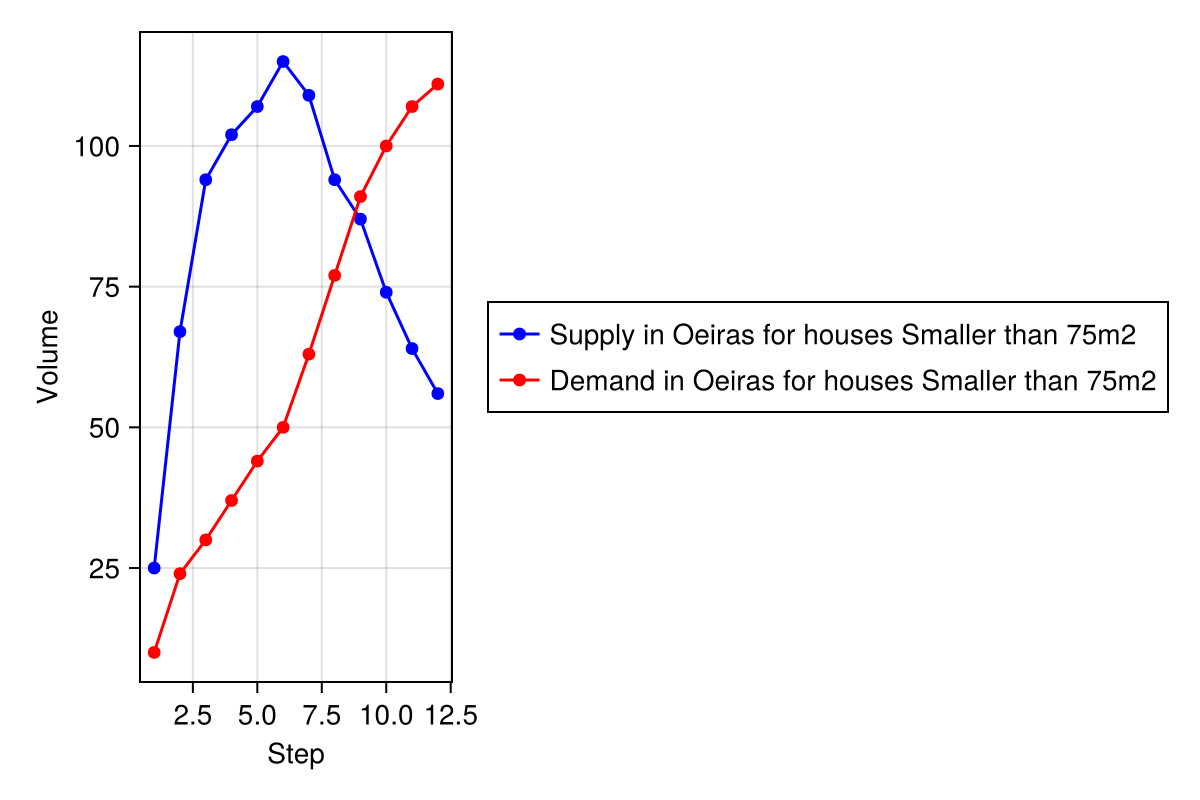 100
75
50
25
Volume
2.5 5.0 7.5 10.0 12.5
Step
Supply in Oeiras for houses Smaller than 75m2
Demand in Oeiras for houses Smaller than 75m2